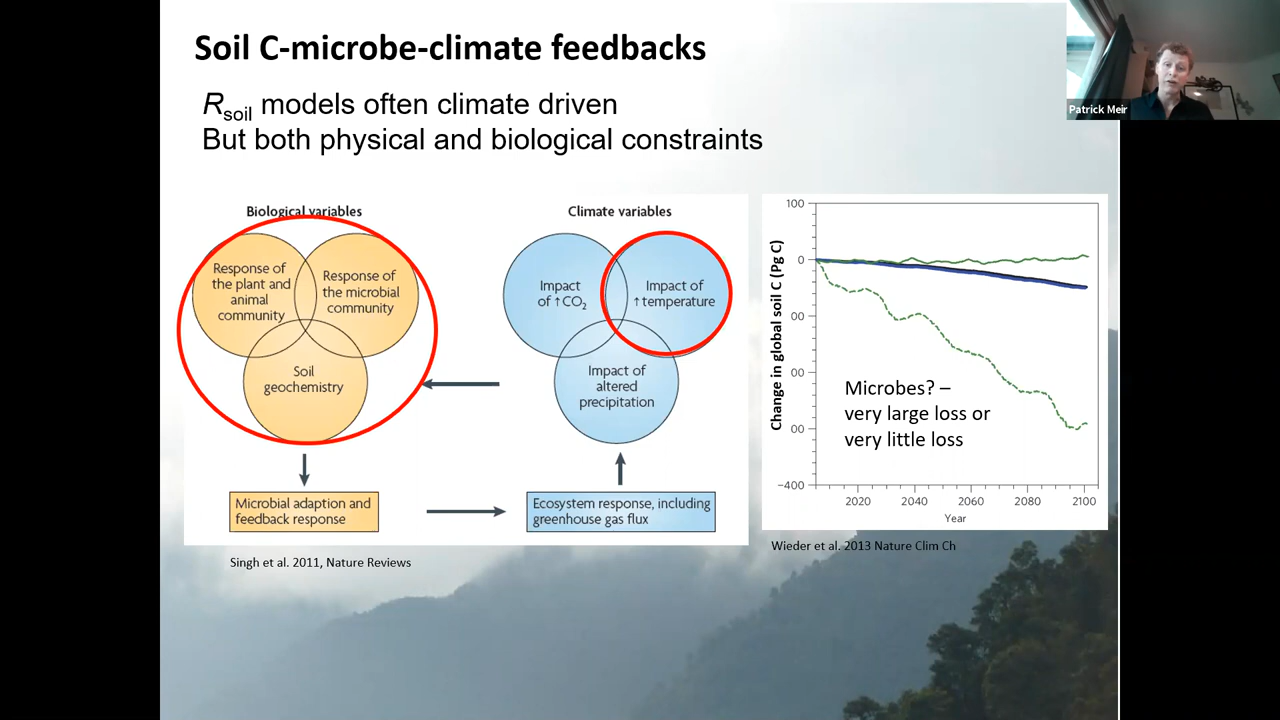 Soil C-microbe-climate feedbacks
Rsoil models often climate driven
But both physical and biological constraints
Patrick Meir
Biological variables
Response of
the plant and
animal
community
Response of
the microbial
community
Soil
geochemistry
Microbial adaption and
feedback response
Climate variables
Impact
of ↑CO₂
Impact of
↑temperature
Impact of
altered
precipitation
Ecosystem response, including
greenhouse gas flux
Singh et al. 2011, Nature Reviews
Change in global soil C (Pg C)
100
0
00
00
00
−400
Microbes? –
very large loss or
very little loss
2020 2040 2060 2080 2100
Year
Wieder et al. 2013 Nature Clim Ch